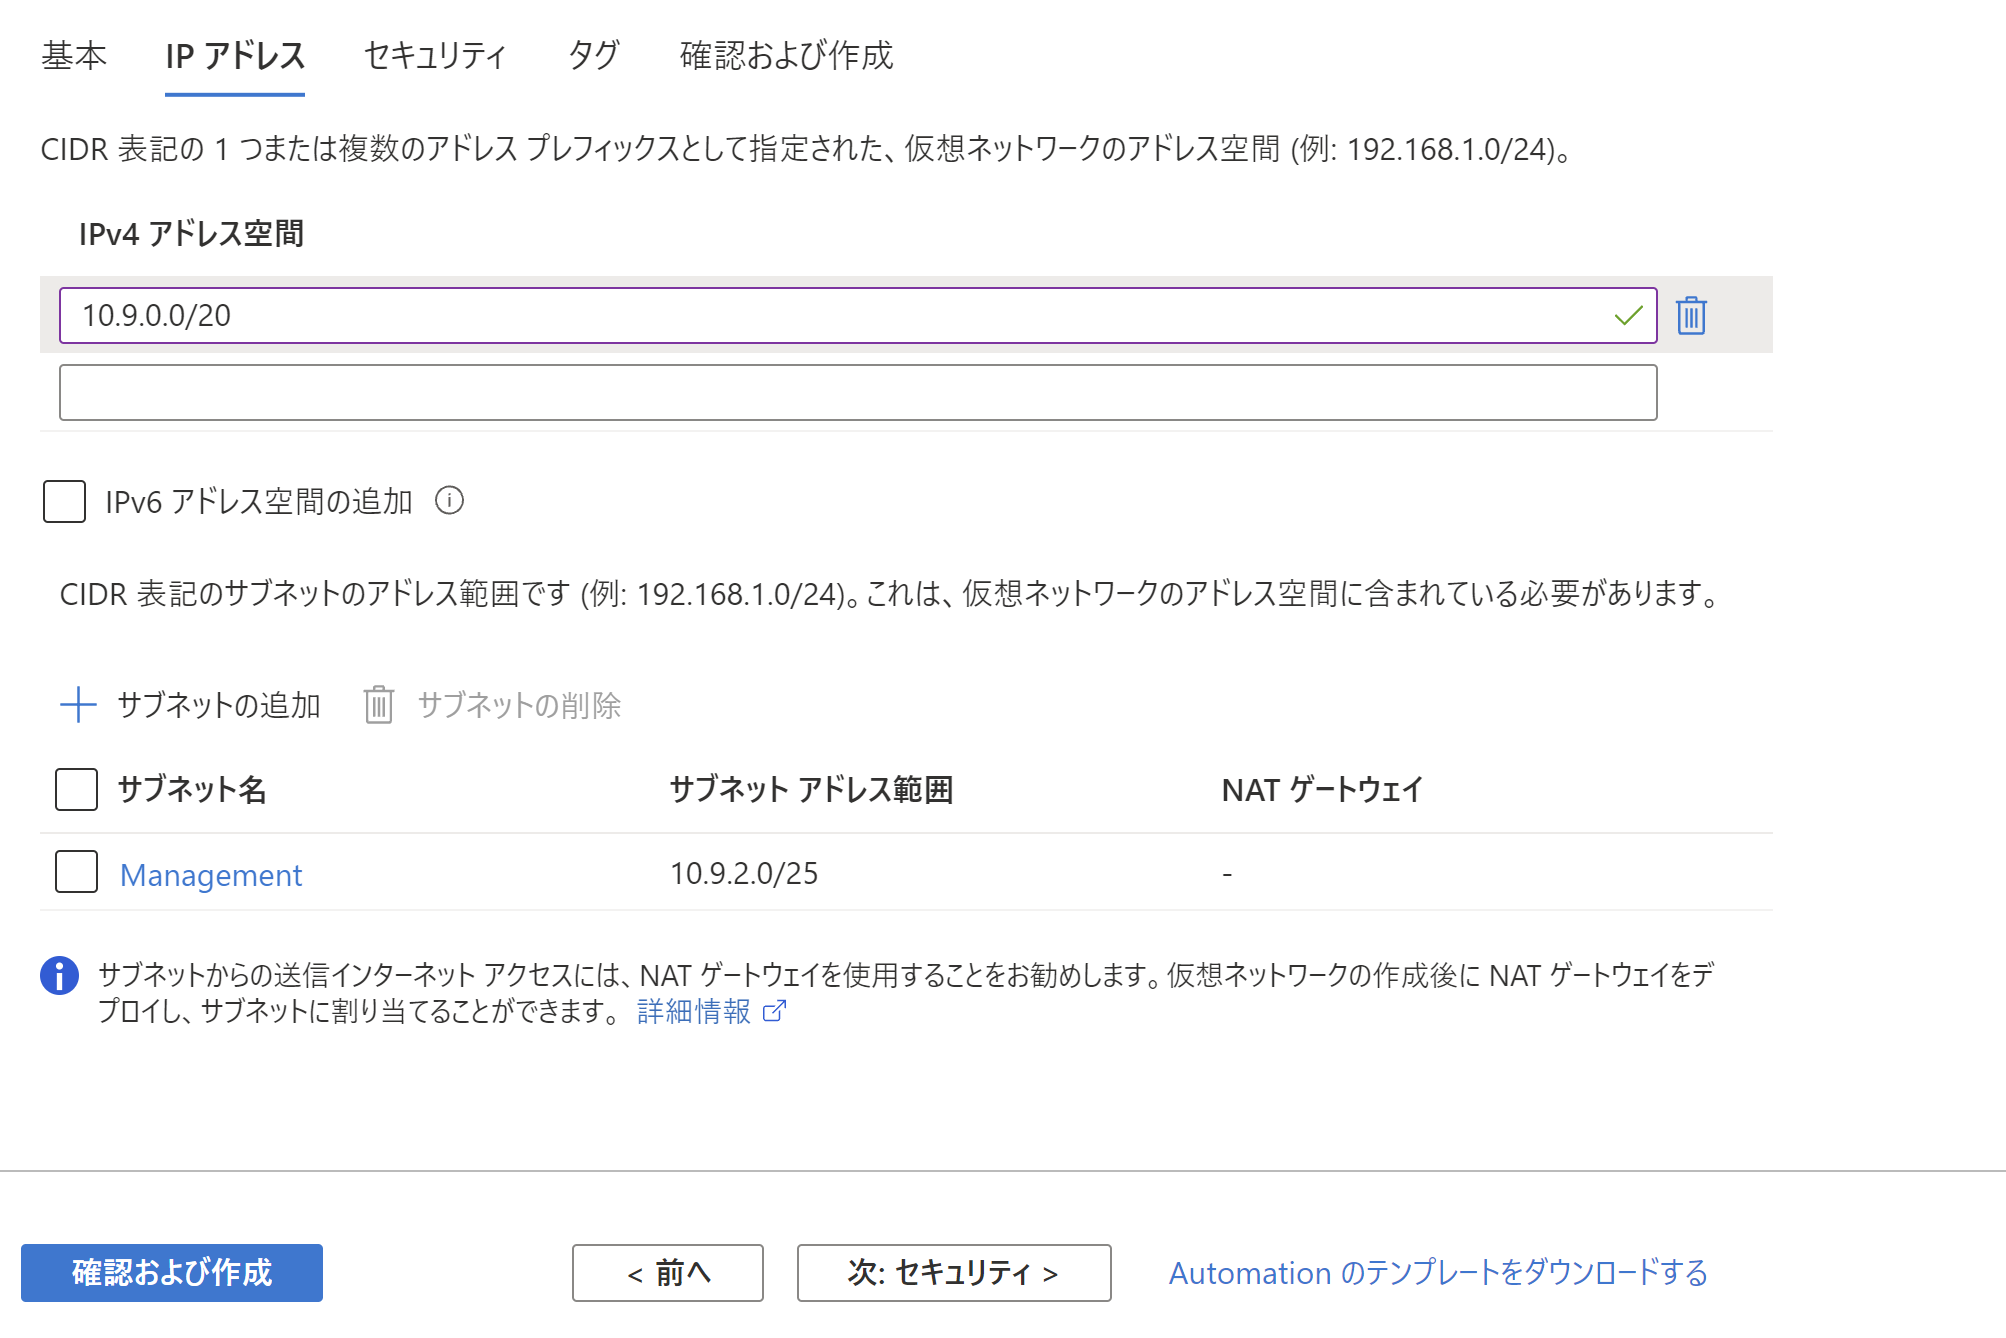 基本 IP アドレス セキュリティ タグ 確認および作成
CIDR 表記の 1 つまたは複数のアドレス プレフィックスとして指定された、仮想ネットワークのアドレス空間 (例: 192.168.1.0/24)。
IPv4 アドレス空間
10.9.0.0/20
IPv6 アドレス空間の追加
CIDR 表記のサブネットのアドレス範囲です (例: 192.168.1.0/24)。これは、仮想ネットワークのアドレス空間に含まれている必要があります。
サブネットの追加 サブネットの削除
サブネット名 サブネット アドレス範囲 NAT ゲートウェイ
Management 10.9.2.0/25 -
サブネットからの送信インターネット アクセスには、NAT ゲートウェイを使用することをお勧めします。仮想ネットワークの作成後に NAT ゲートウェイをデ
プロイし、サブネットに割り当てることができます。 詳細情報
確認および作成 < 前へ 次: セキュリティ > Automation のテンプレートをダウンロードする